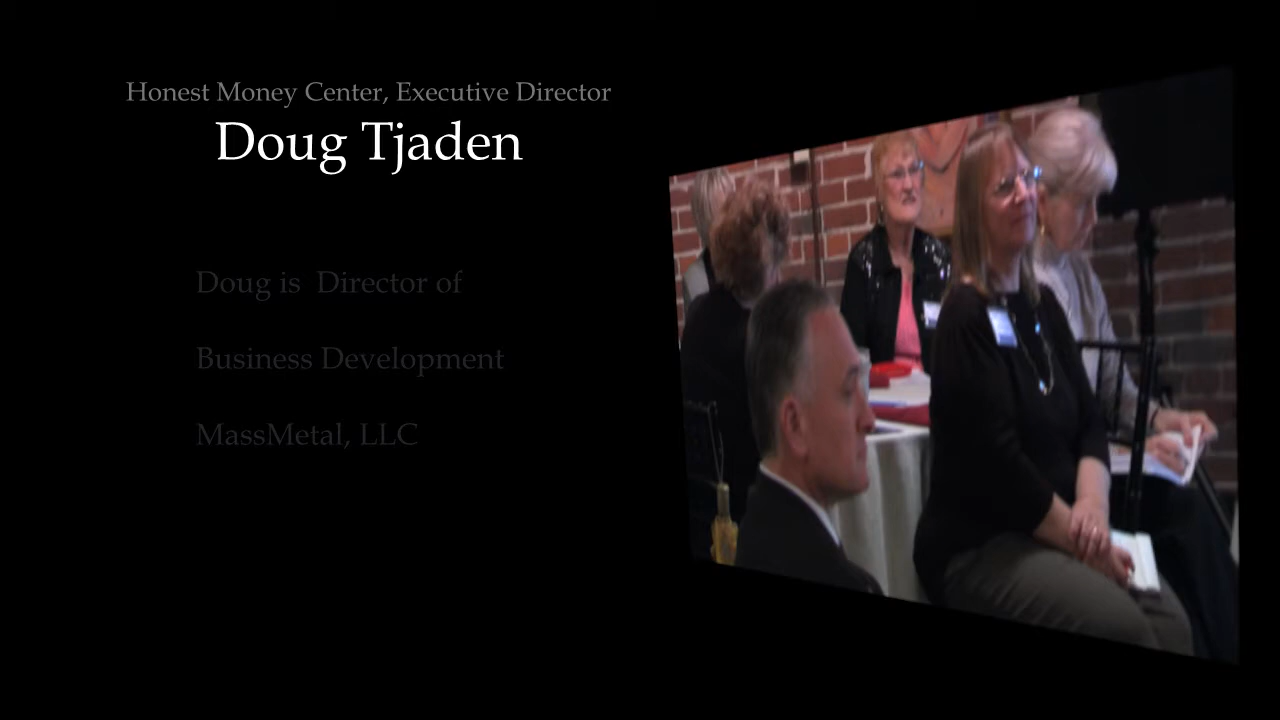 Honest Money Center, Executive Director
Doug Tjaden
Doug is  Director of
Business Development
MassMetal, LLC